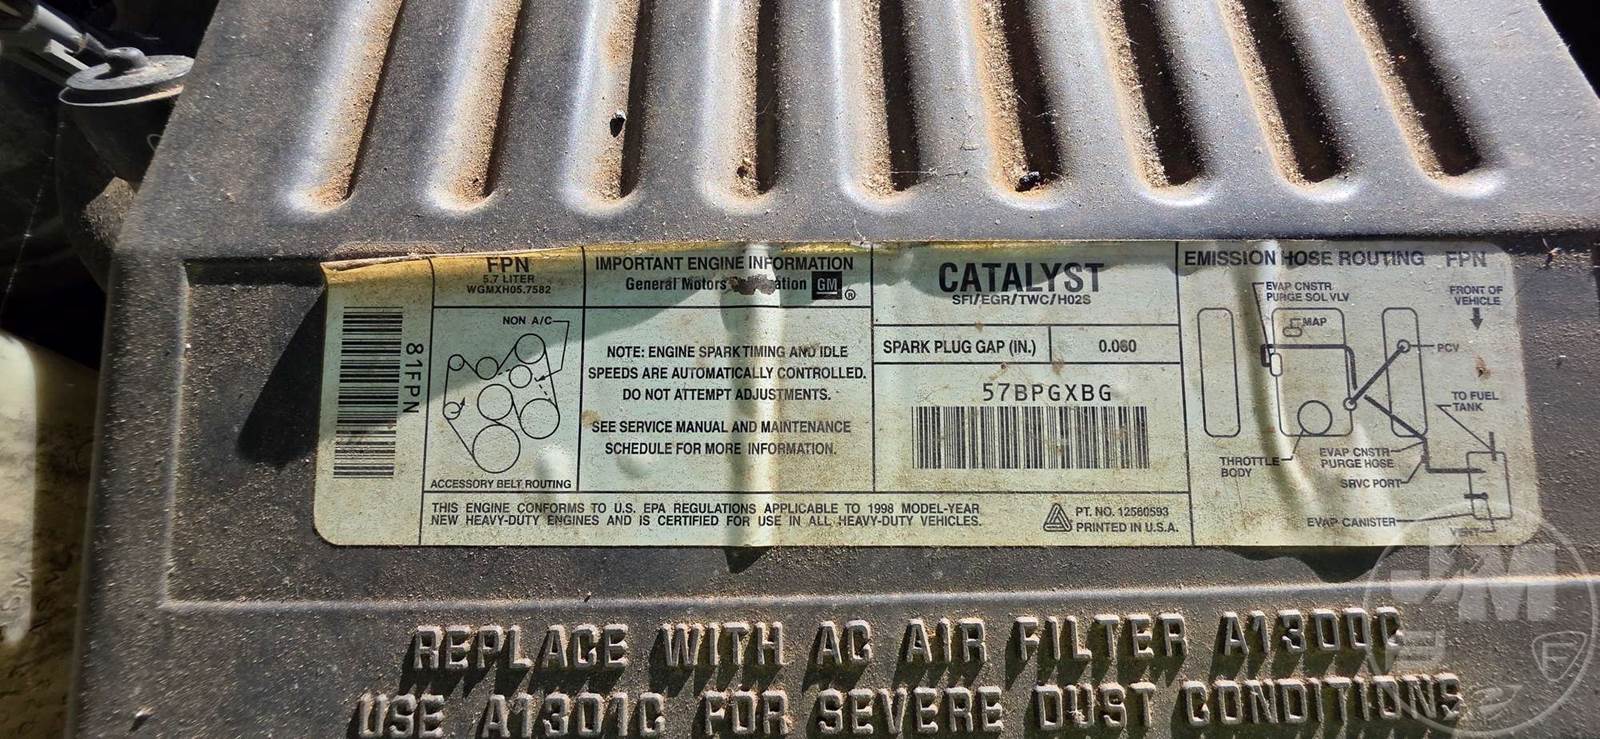 81FPN
FPN
5.7 LITER
WGMXH05.7582
NON A/C
ACCESSORY BELT ROUTING
IMPORTANT ENGINE INFORMATION
General Motors GM ®
NOTE: ENGINE SPARK TIMING AND IDLE
SPEEDS ARE AUTOMATICALLY CONTROLLED.
DO NOT ATTEMPT ADJUSTMENTS.
SEE SERVICE MANUAL AND MAINTENANCE
SCHEDULE FOR MORE INFORMATION.
CATALYST
SFI/EGR/TWC/HO2S
SPARK PLUG GAP (IN.) 0.060
57BPGXBG
THIS ENGINE CONFORMS TO U.S. EPA REGULATIONS APPLICABLE TO 1998 MODEL-YEAR
NEW HEAVY-DUTY ENGINES AND IS CERTIFIED FOR USE IN ALL HEAVY-DUTY VEHICLES.
PT. NO. 12560593
PRINTED IN U.S.A.
EMISSION HOSE ROUTING FPN
EVAP CNSTR
PURGE SOL VLV
FRONT OF
VEHICLE
MAP
PCV
TO FUEL
TANK
THROTTLE
BODY
EVAP CNSTR
PURGE HOSE
SRVC PORT
EVAP CANISTER
VENT
REPLACE WITH AC AIR FILTER A1300C
USE A1301C FOR SEVERE DUST CONDITIONS